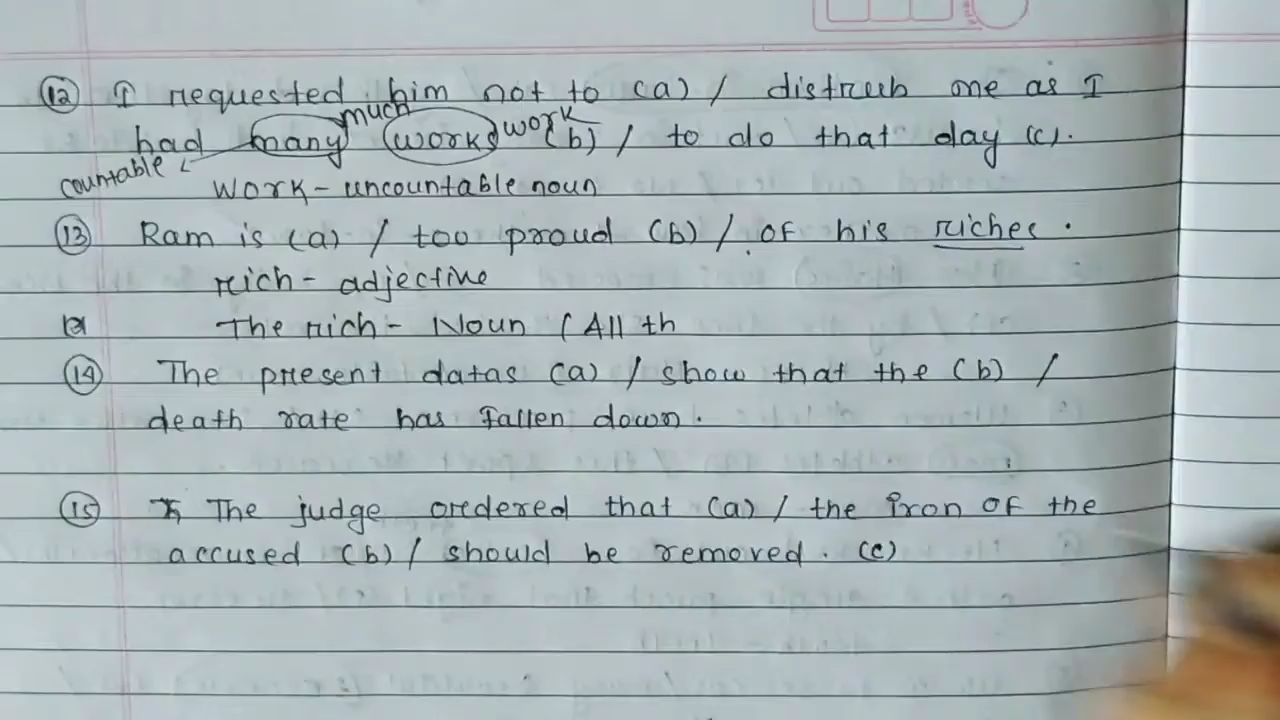 (12) I requested him not to (a) / distrub me as I
much work
had many works (b) / to do that day (c).
countable
Work - uncountable noun
(13) Ram is (a) / too proud (b) / of his riches.
rich - adjective
The rich - Noun (All th
(14) The present datas (a) / show that the (b) /
death rate has fallen down.
(15) The judge ordered that (a) / the iron of the
accused (b) / should be removed. (c)